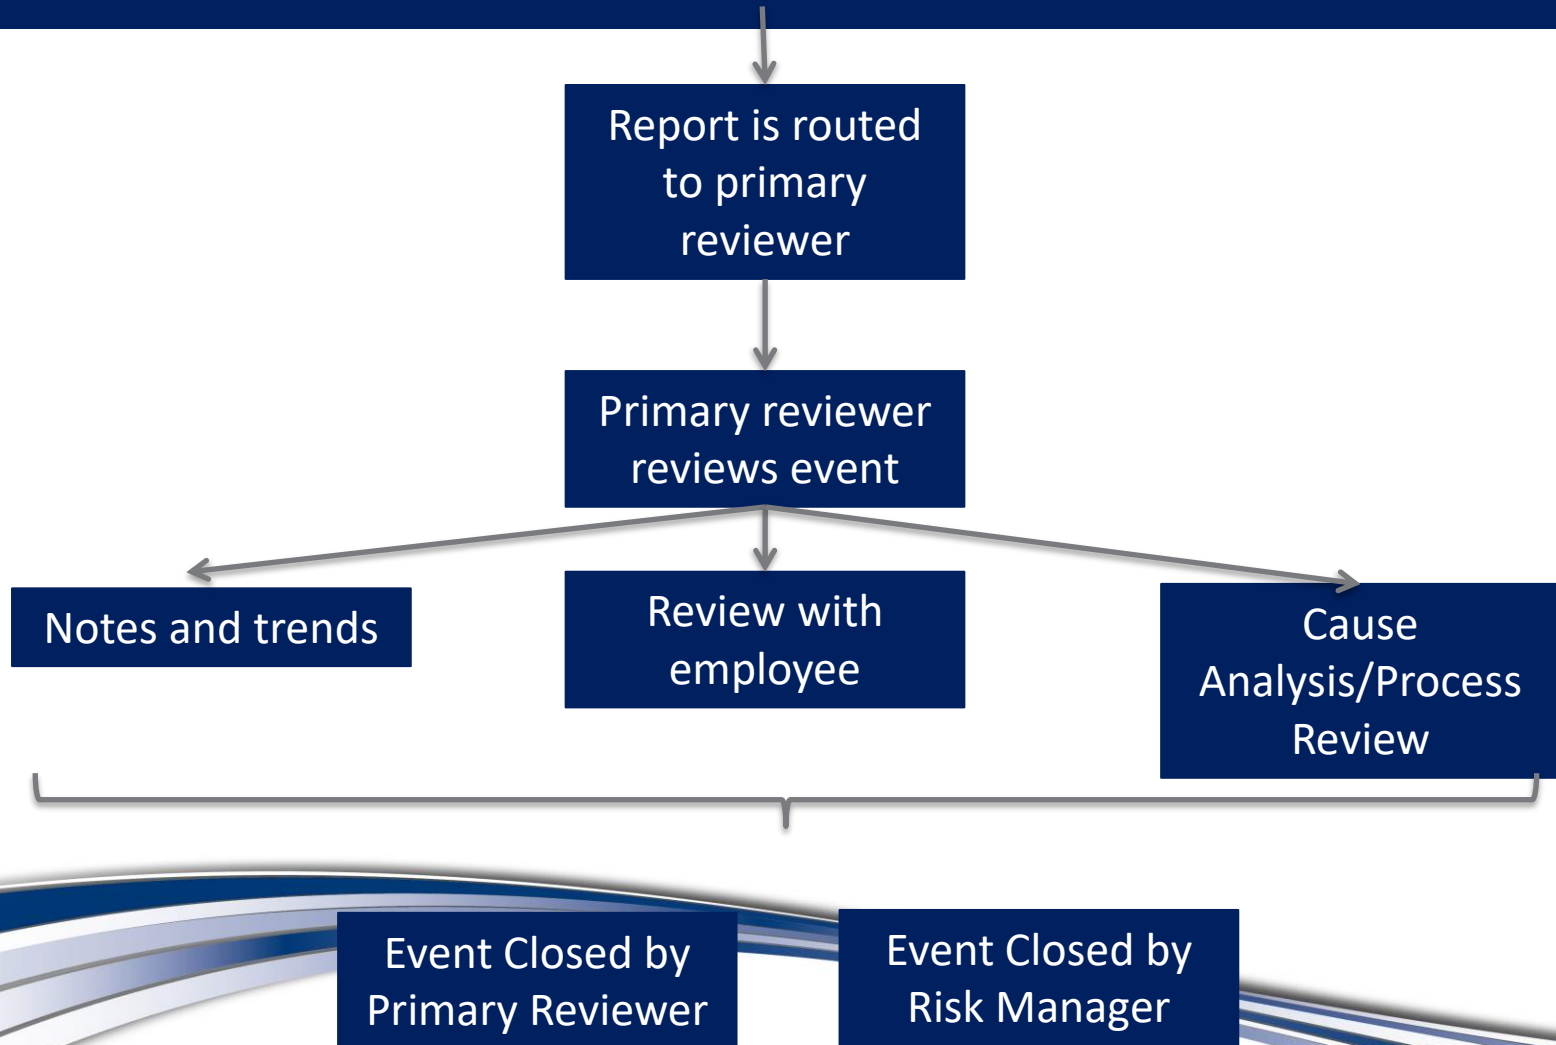 Report is routed
to primary
reviewer
Primary reviewer
reviews event
Notes and trends
Review with
employee
Cause
Analysis/Process
Review
Event Closed by
Primary Reviewer
Event Closed by
Risk Manager